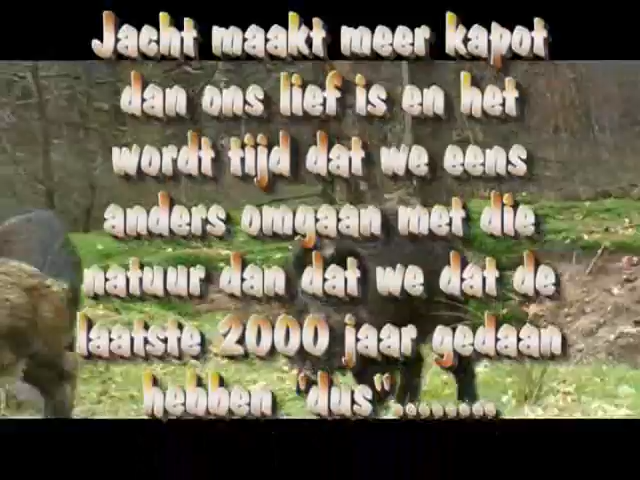 Jacht maakt meer kapot
dan ons lief is en het
wordt tijd dat we eens
anders omgaan met die
natuur dan dat we dat de
laatste 2000 jaar gedaan
hebben "dus"........